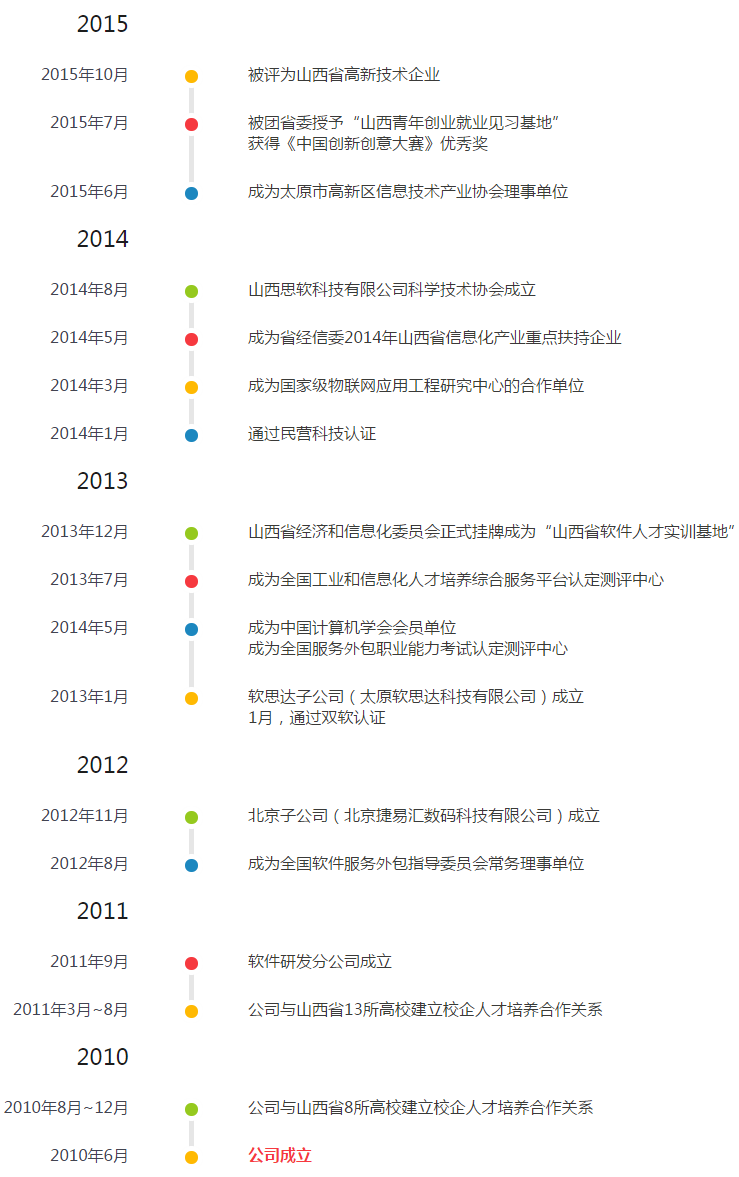 2015
2015年10月 被评为山西省高新技术企业
2015年7月 被团省委授予“山西青年创业就业见习基地”
获得《中国创新创意大赛》优秀奖
2015年6月 成为太原市高新区信息技术产业协会理事单位
2014
2014年8月 山西思软科技有限公司科学技术协会成立
2014年5月 成为省经信委2014年山西省信息化产业重点扶持企业
2014年3月 成为国家级物联网应用工程研究中心的合作单位
2014年1月 通过民营科技认证
2013
2013年12月 山西省经济和信息化委员会正式挂牌成为“山西省软件人才实训基地”
2013年7月 成为全国工业和信息化人才培养综合服务平台认定测评中心
2014年5月 成为中国计算机学会会员单位
成为全国服务外包职业能力考试认定测评中心
2013年1月 软思达子公司（太原软思达科技有限公司）成立
1月，通过双软认证
2012
2012年11月 北京子公司（北京捷易汇数码科技有限公司）成立
2012年8月 成为全国软件服务外包指导委员会常务理事单位
2011
2011年9月 软件研发分公司成立
2011年3月~8月 公司与山西省13所高校建立校企人才培养合作关系
2010
2010年8月~12月 公司与山西省8所高校建立校企人才培养合作关系
2010年6月 公司成立